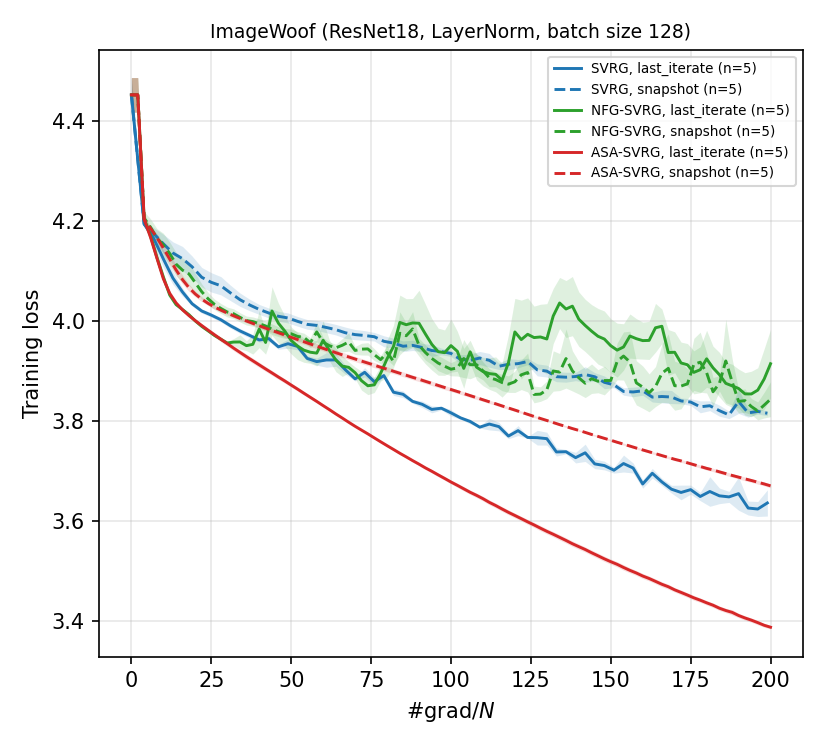 ImageWoof (ResNet18, LayerNorm, batch size 128)
SVRG, last_iterate (n=5)
SVRG, snapshot (n=5)
NFG-SVRG, last_iterate (n=5)
NFG-SVRG, snapshot (n=5)
ASA-SVRG, last_iterate (n=5)
ASA-SVRG, snapshot (n=5)
Training loss
4.4
4.2
4.0
3.8
3.6
3.4
0 25 50 75 100 125 150 175 200
#grad/N